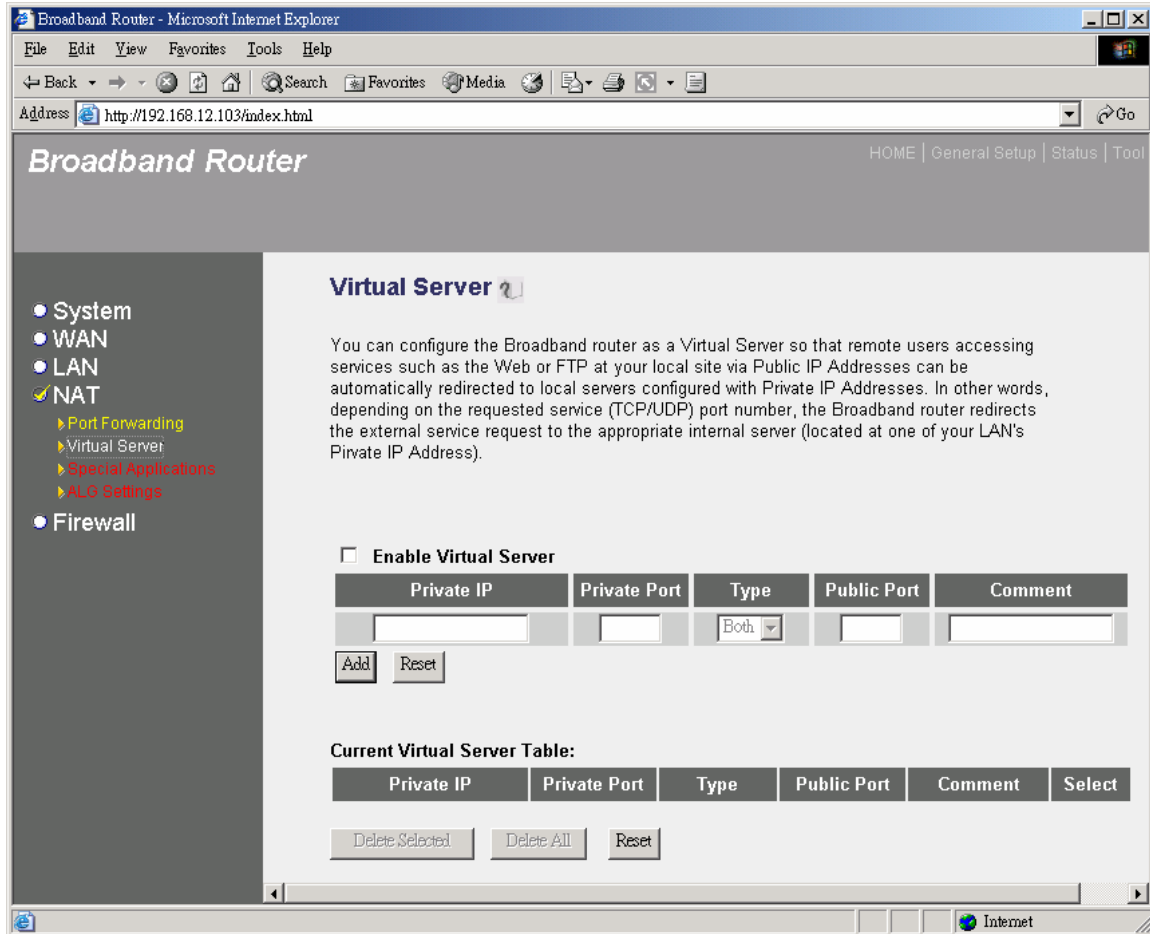 Broadband Router - Microsoft Internet Explorer
File Edit View Favorites Tools Help
Back Search Favorites Media
Address http://192.168.12.103/index.html Go
Broadband Router
HOME | General Setup | Status | Tool
System
WAN
LAN
NAT
Port Forwarding
Virtual Server
Special Applications
ALG Settings
Firewall
Virtual Server
You can configure the Broadband router as a Virtual Server so that remote users accessing
services such as the Web or FTP at your local site via Public IP Addresses can be
automatically redirected to local servers configured with Private IP Addresses. In other words,
depending on the requested service (TCP/UDP) port number, the Broadband router redirects
the external service request to the appropriate internal server (located at one of your LAN's
Pirvate IP Address).
Enable Virtual Server
Private IP Private Port Type Public Port Comment
Both
Add Reset
Current Virtual Server Table:
Private IP Private Port Type Public Port Comment Select
Delete Selected Delete All Reset
Internet